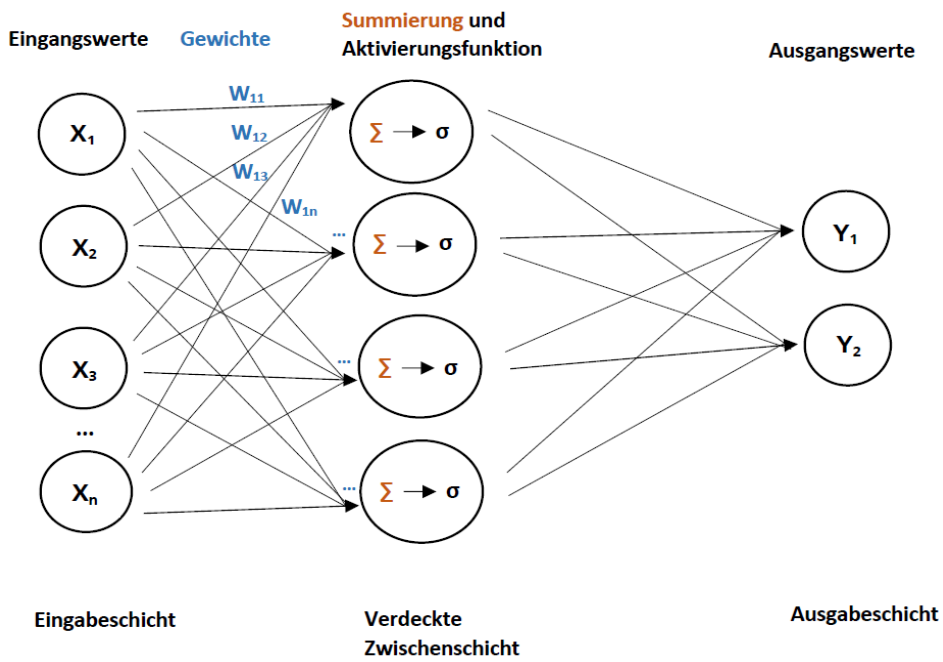 Eingangswerte
Gewichte
Summierung und
Aktivierungsfunktion
Ausgangswerte
W₁₁
W₁₂
W₁₃
W₁ₙ
X₁
X₂
X₃
...
Xₙ
Σ → σ
...
Σ → σ
...
Σ → σ
...
Σ → σ
Y₁
Y₂
Eingabeschicht
Verdeckte
Zwischenschicht
Ausgabeschicht